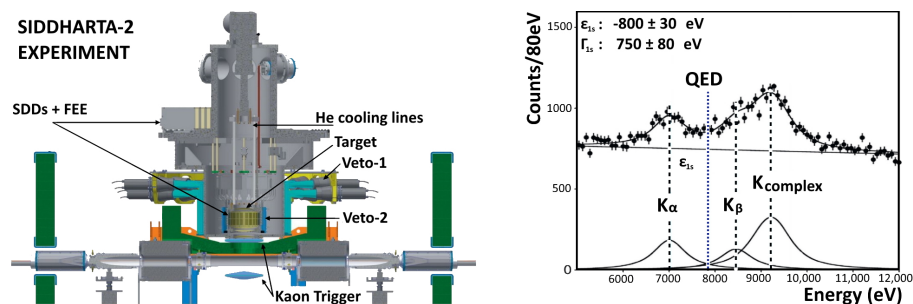 SIDDHARTA-2
EXPERIMENT
SDDs + FEE
He cooling lines
Target
Veto-1
Veto-2
Kaon Trigger
ε1s : -800 ± 30 eV
Γ1s : 750 ± 80 eV
QED
ε1s
Kα
Kβ
Kcomplex
Counts/80eV
1500
1000
500
0
6000
7000
8000
9000
10,000
11,000
12,000
Energy (eV)